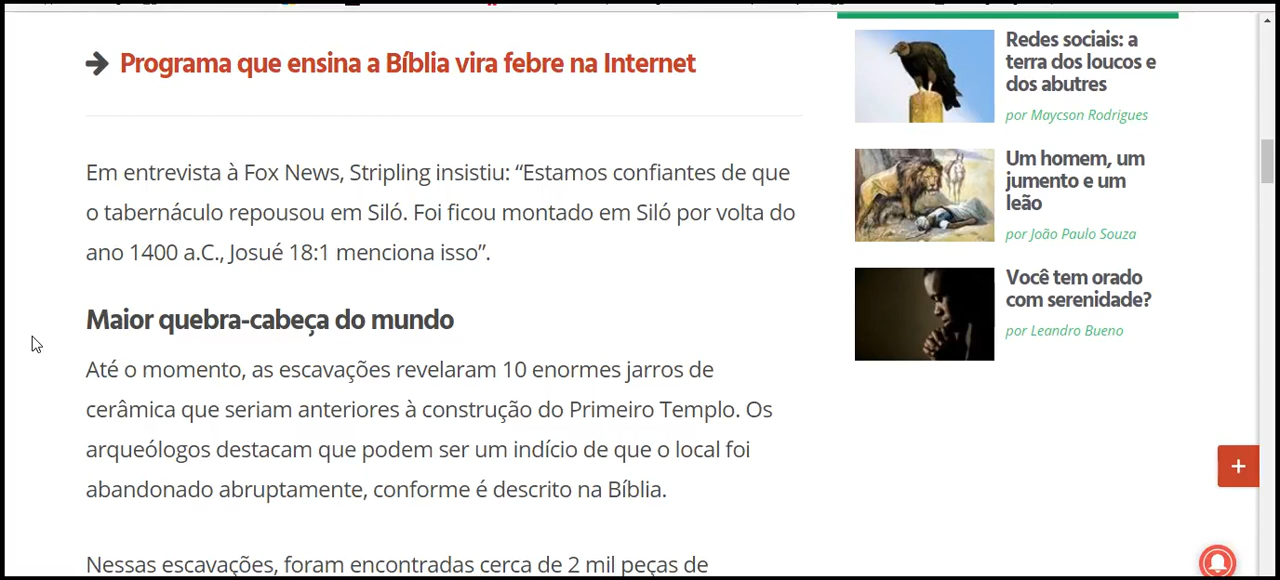 Programa que ensina a Bíblia vira febre na Internet
Em entrevista à Fox News, Stripling insistiu: “Estamos confiantes de que
o tabernáculo repousou em Siló. Foi ficou montado em Siló por volta do
ano 1400 a.C., Josué 18:1 menciona isso”.
Maior quebra-cabeça do mundo
Até o momento, as escavações revelaram 10 enormes jarros de
cerâmica que seriam anteriores à construção do Primeiro Templo. Os
arqueólogos destacam que podem ser um indício de que o local foi
abandonado abruptamente, conforme é descrito na Bíblia.
Nessas escavações, foram encontradas cerca de 2 mil peças de
Redes sociais: a
terra dos loucos e
dos abutres
por Maycson Rodrigues
Um homem, um
jumento e um
leão
por João Paulo Souza
Você tem orado
com serenidade?
por Leandro Bueno
+